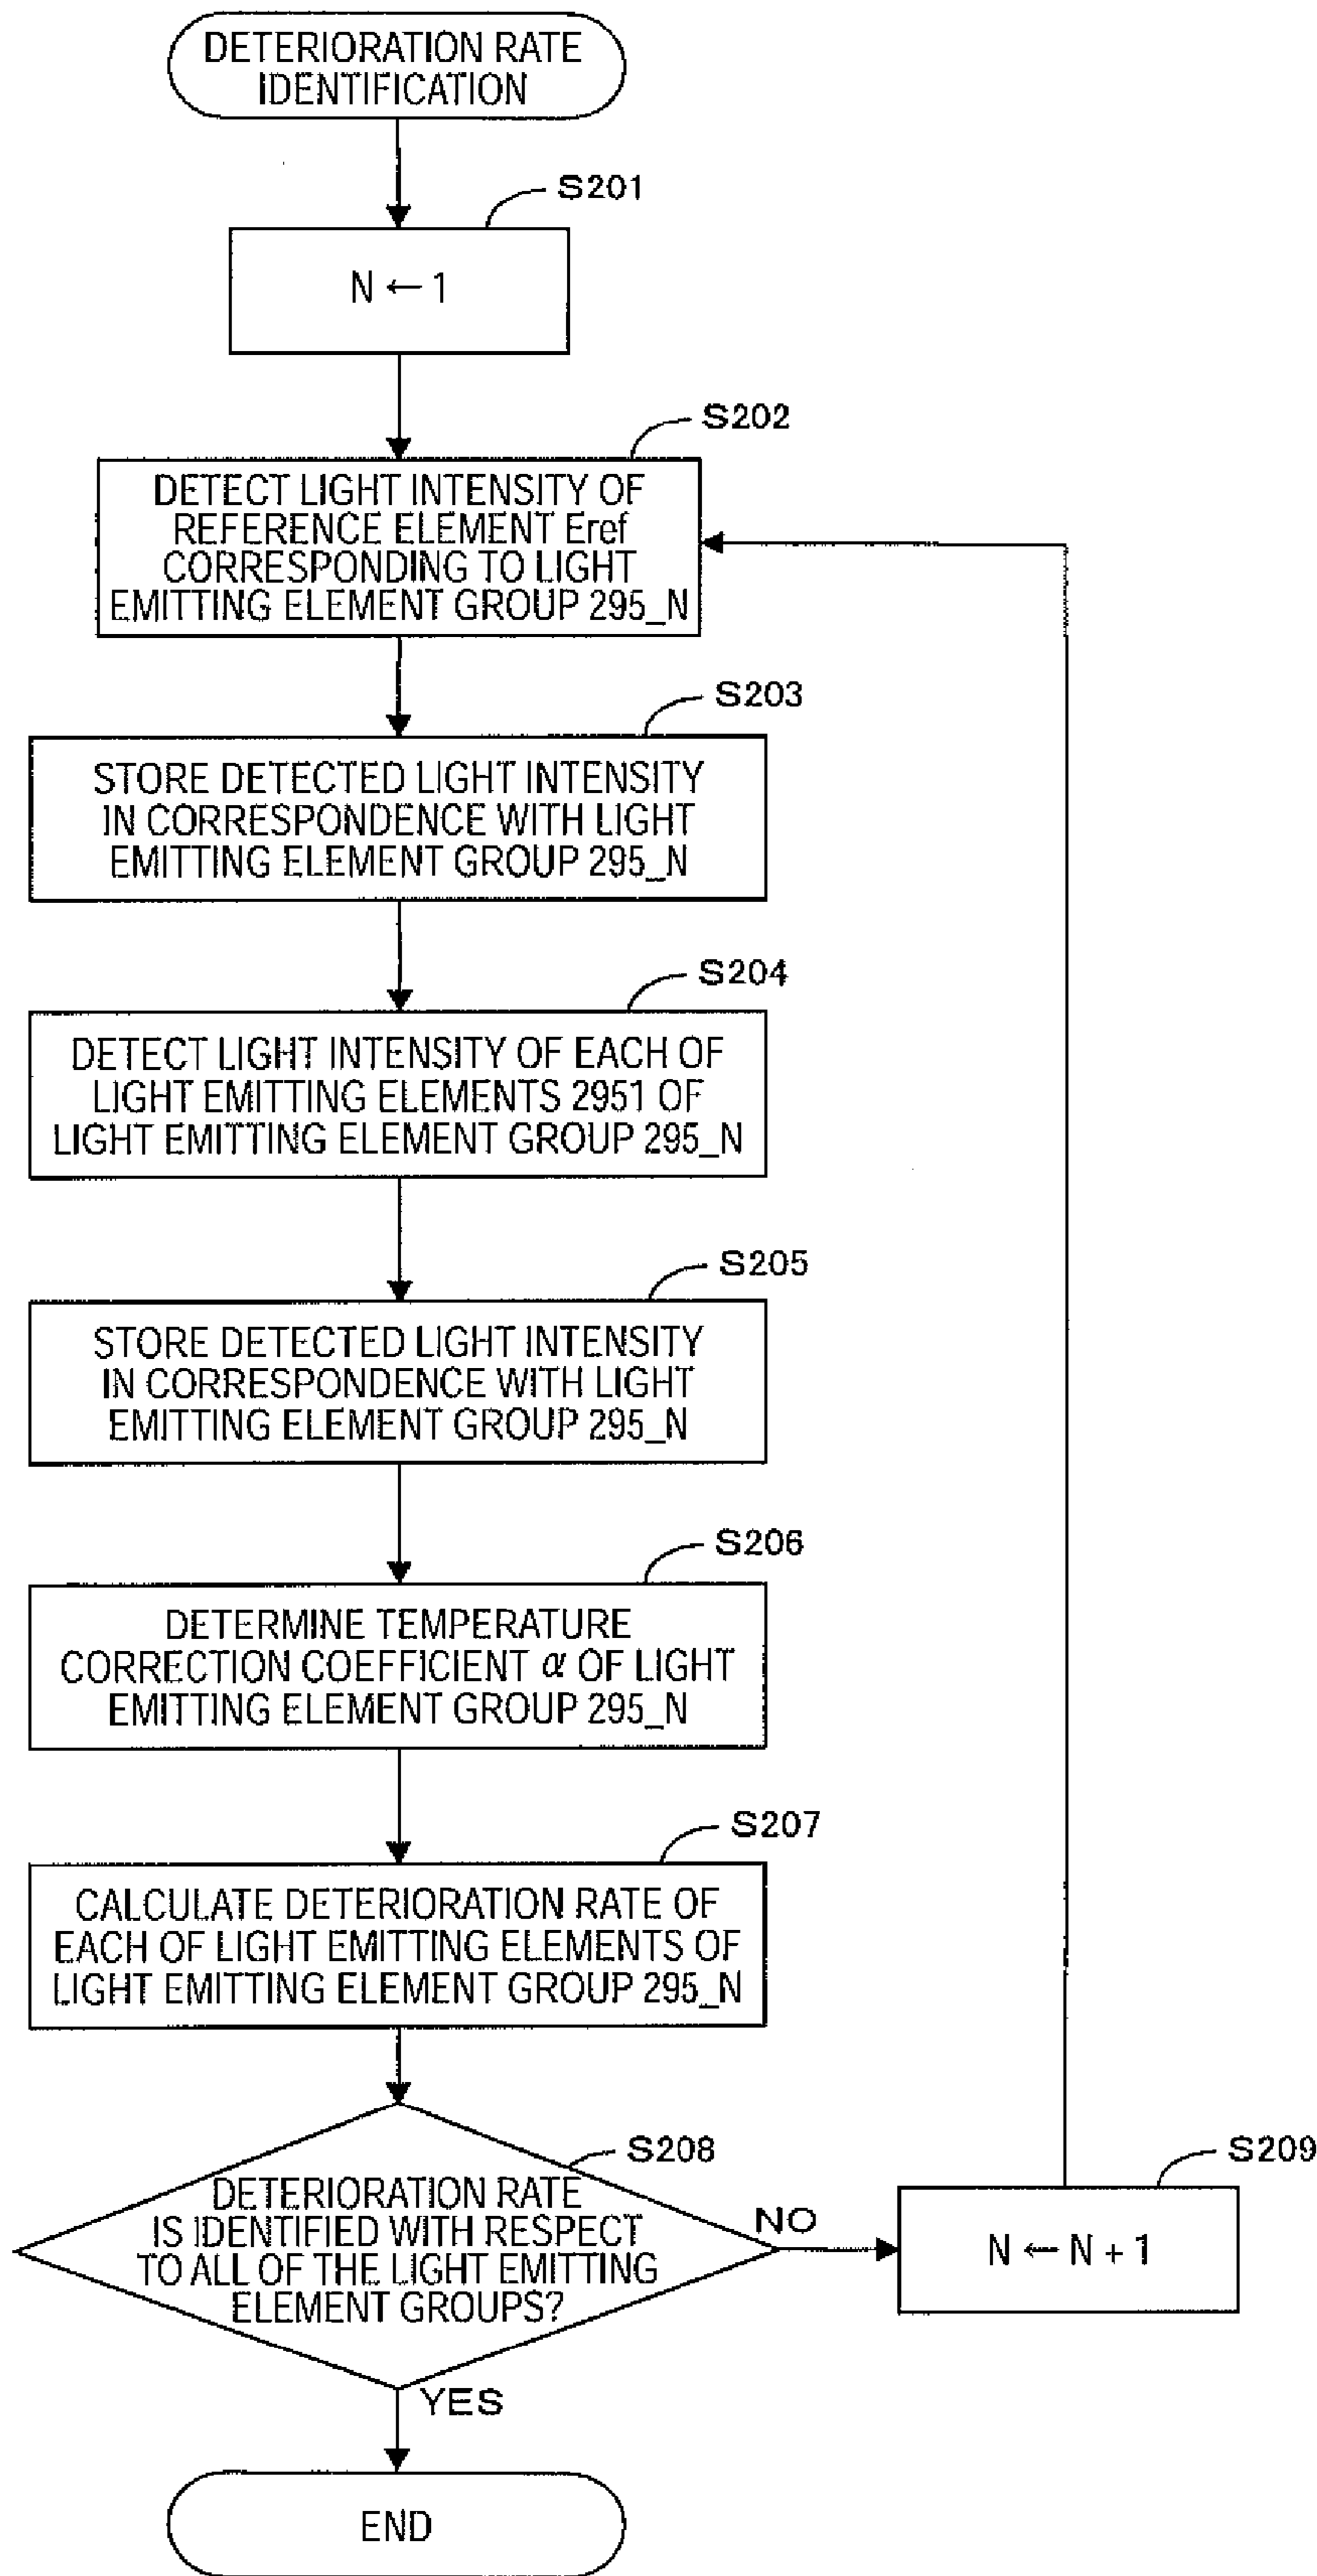 DETERIORATION RATE
IDENTIFICATION
S201
N ← 1
S202
DETECT LIGHT INTENSITY OF
REFERENCE ELEMENT Eref
CORRESPONDING TO LIGHT
EMITTING ELEMENT GROUP 295_N
S203
STORE DETECTED LIGHT INTENSITY
IN CORRESPONDENCE WITH LIGHT
EMITTING ELEMENT GROUP 295_N
S204
DETECT LIGHT INTENSITY OF EACH OF
LIGHT EMITTING ELEMENTS 2951 OF
LIGHT EMITTING ELEMENT GROUP 295_N
S205
STORE DETECTED LIGHT INTENSITY
IN CORRESPONDENCE WITH LIGHT
EMITTING ELEMENT GROUP 295_N
S206
DETERMINE TEMPERATURE
CORRECTION COEFFICIENT α OF LIGHT
EMITTING ELEMENT GROUP 295_N
S207
CALCULATE DETERIORATION RATE OF
EACH OF LIGHT EMITTING ELEMENTS OF
LIGHT EMITTING ELEMENT GROUP 295_N
S208
DETERIORATION RATE
IS IDENTIFIED WITH RESPECT
TO ALL OF THE LIGHT EMITTING
ELEMENT GROUPS?
NO
S209
N ← N + 1
YES
END